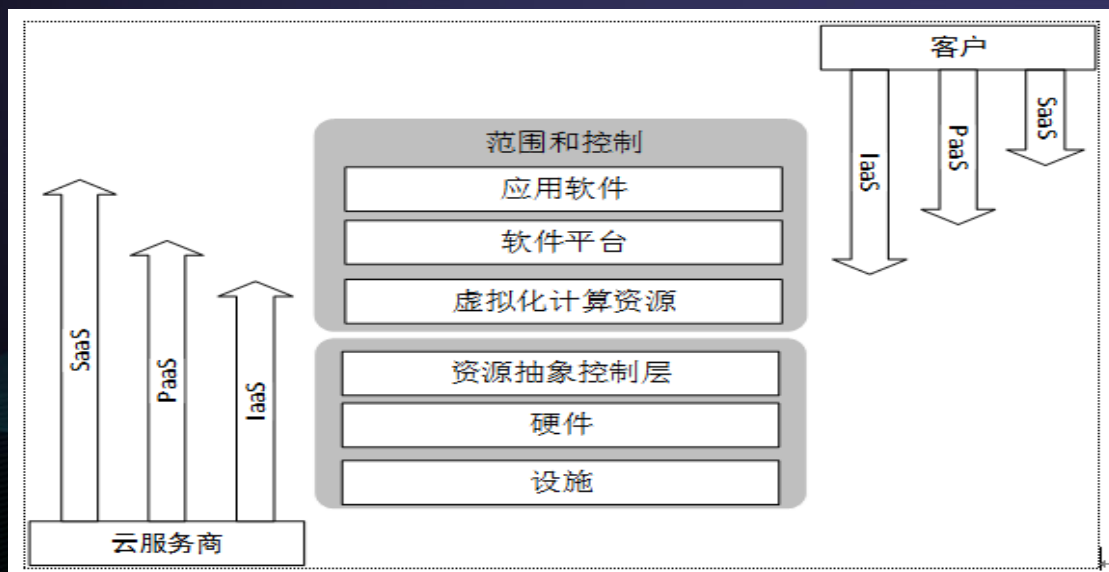 客户
SaaS
PaaS
IaaS
范围和控制
应用软件
软件平台
虚拟化计算资源
资源抽象控制层
硬件
设施
SaaS
PaaS
IaaS
云服务商